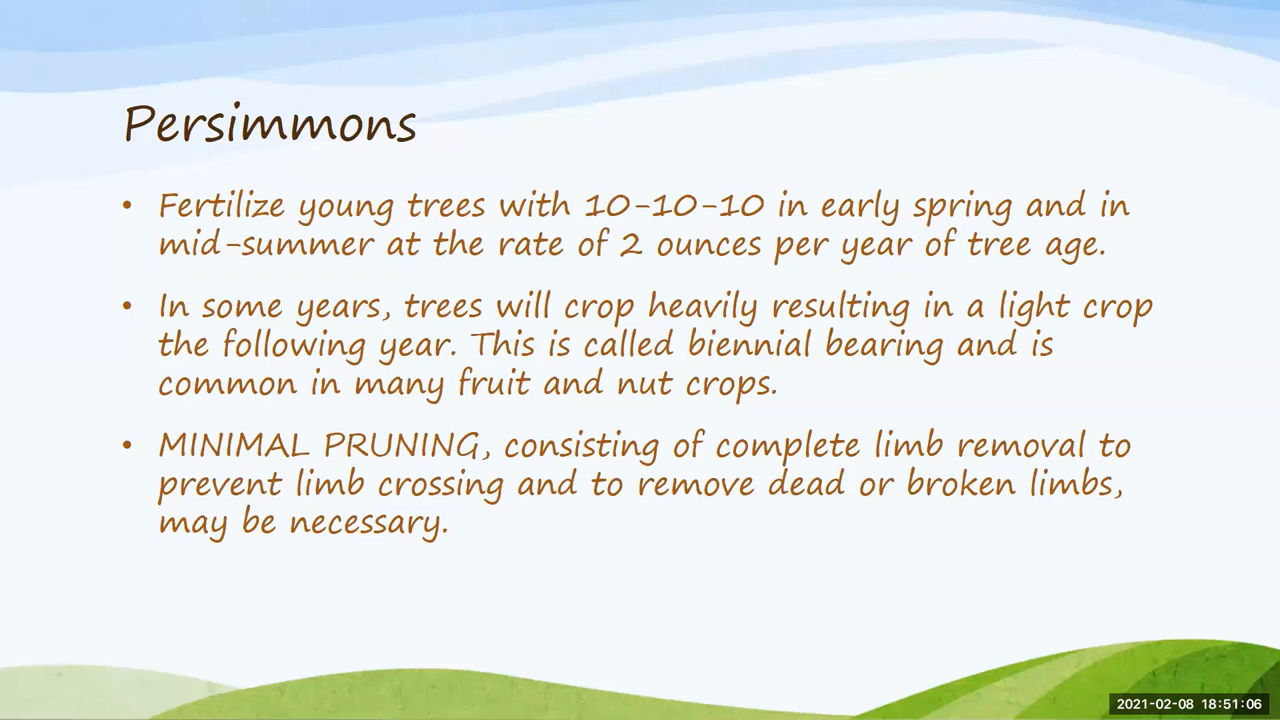 Persimmons
• Fertilize young trees with 10-10-10 in early spring and in
mid-summer at the rate of 2 ounces per year of tree age.
• In some years, trees will crop heavily resulting in a light crop
the following year. This is called biennial bearing and is
common in many fruit and nut crops.
• MINIMAL PRUNING, consisting of complete limb removal to
prevent limb crossing and to remove dead or broken limbs,
may be necessary.
2021-02-08 18:51:06